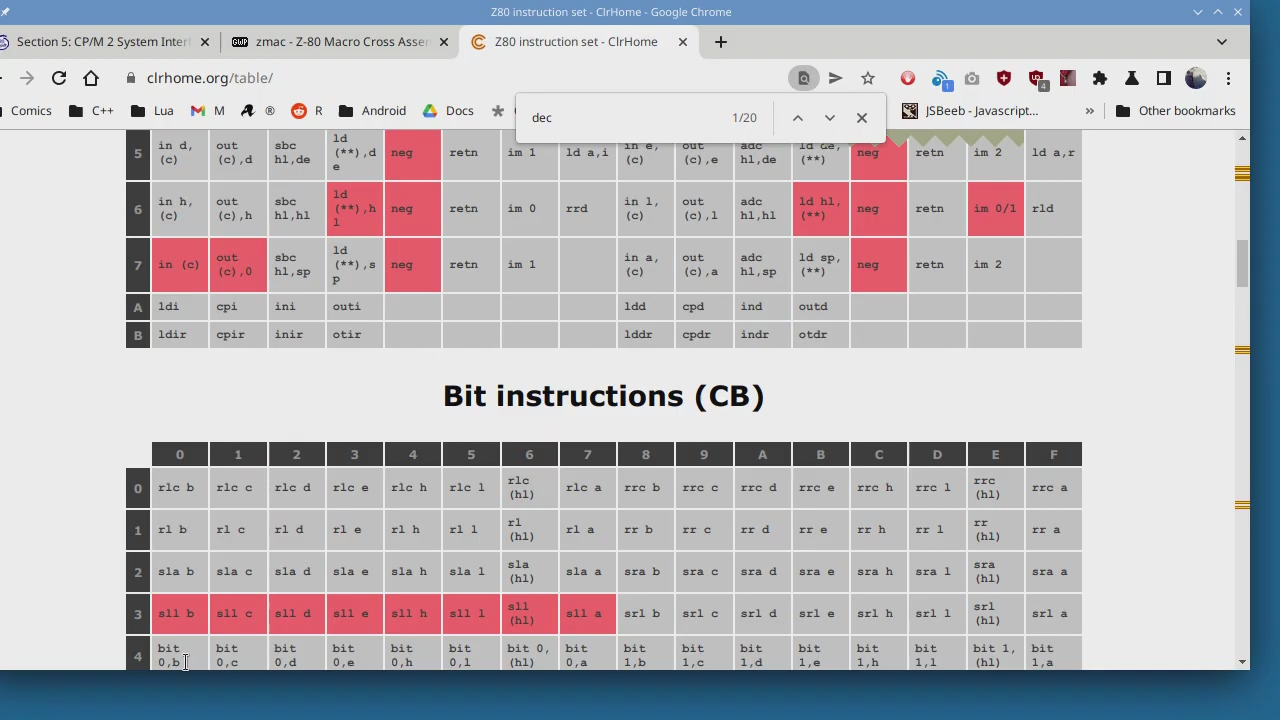 Z80 instruction set - ClrHome - Google Chrome
Section 5: CP/M 2 System Inter
zmac - Z-80 Macro Cross Assem
Z80 instruction set - ClrHome
clrhome.org/table/
1
4
Comics C++ Lua M R Android Docs JSBeeb - Javascript... » Other bookmarks
dec 1/20
5 in d,(c) out (c),d sbc hl,de ld (**),de neg retn im 1 ld a,i in e,(c) out (c),e adc hl,de ld de,(**) neg retn im 2 ld a,r
6 in h,(c) out (c),h sbc hl,hl ld (**),hl neg retn im 0 rrd in l,(c) out (c),l adc hl,hl ld hl,(**) neg retn im 0/1 rld
7 in (c) out (c),0 sbc hl,sp ld (**),sp neg retn im 1 in a,(c) out (c),a adc hl,sp ld sp,(**) neg retn im 2
A ldi cpi ini outi ldd cpd ind outd
B ldir cpir inir otir lddr cpdr indr otdr
Bit instructions (CB)
0 1 2 3 4 5 6 7 8 9 A B C D E F
0 rlc b rlc c rlc d rlc e rlc h rlc l rlc (hl) rlc a rrc b rrc c rrc d rrc e rrc h rrc l rrc (hl) rrc a
1 rl b rl c rl d rl e rl h rl l rl (hl) rl a rr b rr c rr d rr e rr h rr l rr (hl) rr a
2 sla b sla c sla d sla e sla h sla l sla (hl) sla a sra b sra c sra d sra e sra h sra l sra (hl) sra a
3 sll b sll c sll d sll e sll h sll l sll (hl) sll a srl b srl c srl d srl e srl h srl l srl (hl) srl a
4 bit 0,b bit 0,c bit 0,d bit 0,e bit 0,h bit 0,l bit 0,(hl) bit 0,a bit 1,b bit 1,c bit 1,d bit 1,e bit 1,h bit 1,l bit 1,(hl) bit 1,a